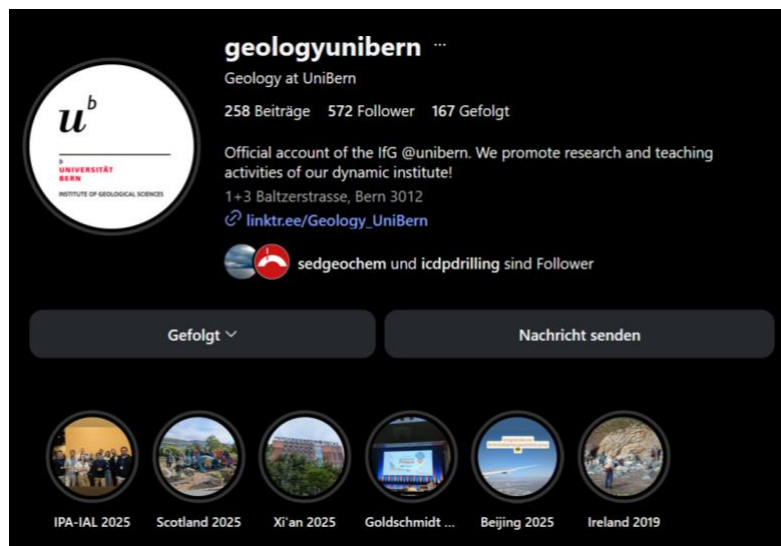 geologyunibern ...
Geology at UniBern
258 Beiträge 572 Follower 167 Gefolgt
Official account of the IfG @unibern. We promote research and teaching
activities of our dynamic institute!
1+3 Baltzerstrasse, Bern 3012
linktr.ee/Geology_UniBern
sedgeochem und icdpdrilling sind Follower
u^b
b
UNIVERSITÄT
BERN
INSTITUTE OF GEOLOGICAL SCIENCES
Gefolgt
Nachricht senden
IPA-IAL 2025
Scotland 2025
Xi'an 2025
Goldschmidt ...
Beijing 2025
Ireland 2019